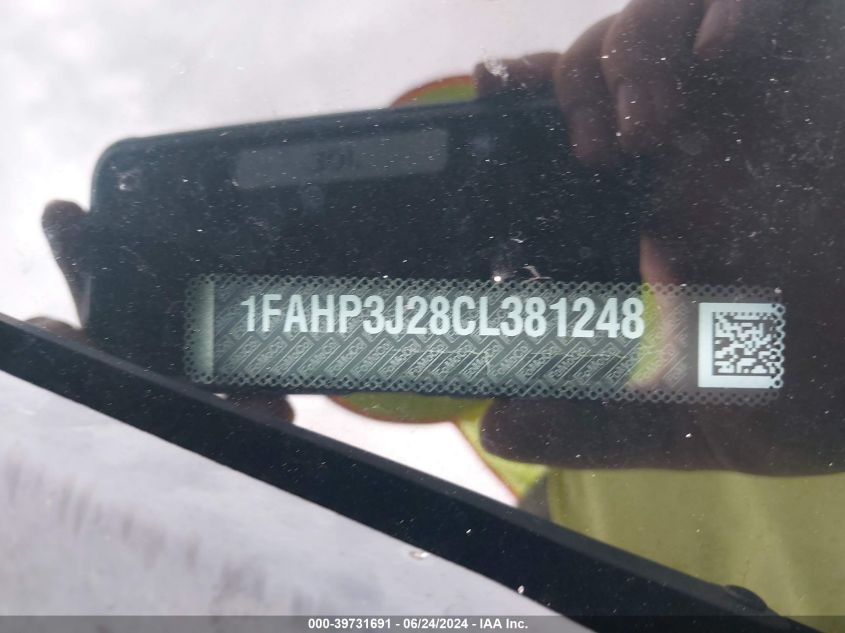 1FAHP3J28CL381248
000-39731691 - 06/24/2024 - IAA Inc.